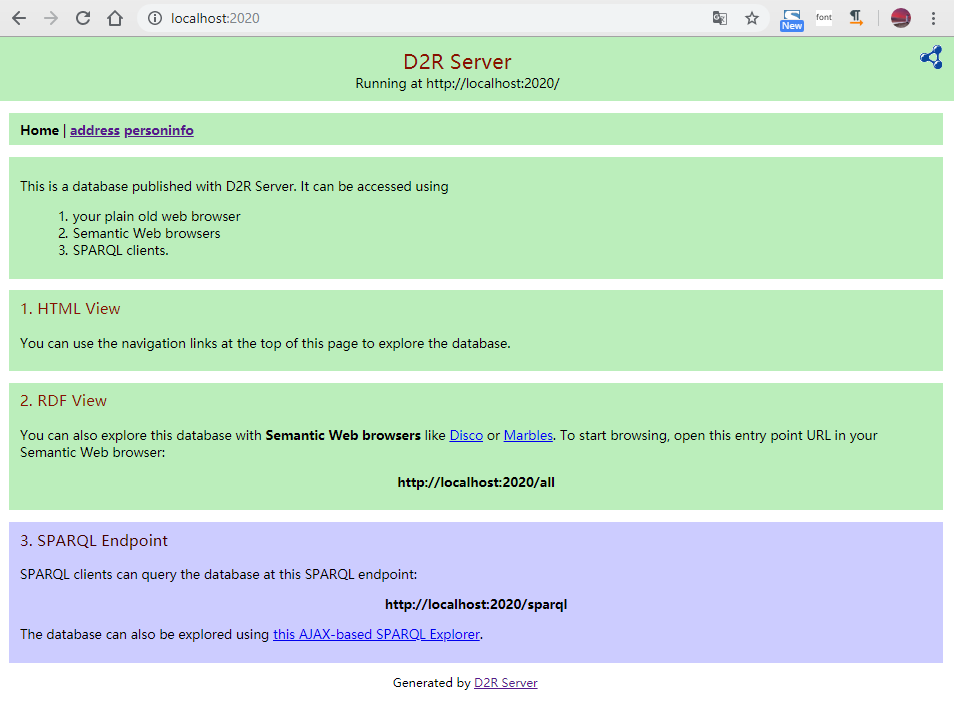 localhost:2020
New
font
D2R Server
Running at http://localhost:2020/
Home | address personinfo
This is a database published with D2R Server. It can be accessed using
1. your plain old web browser
2. Semantic Web browsers
3. SPARQL clients.
1. HTML View
You can use the navigation links at the top of this page to explore the database.
2. RDF View
You can also explore this database with Semantic Web browsers like Disco or Marbles. To start browsing, open this entry point URL in your
Semantic Web browser:
http://localhost:2020/all
3. SPARQL Endpoint
SPARQL clients can query the database at this SPARQL endpoint:
http://localhost:2020/sparql
The database can also be explored using this AJAX-based SPARQL Explorer.
Generated by D2R Server